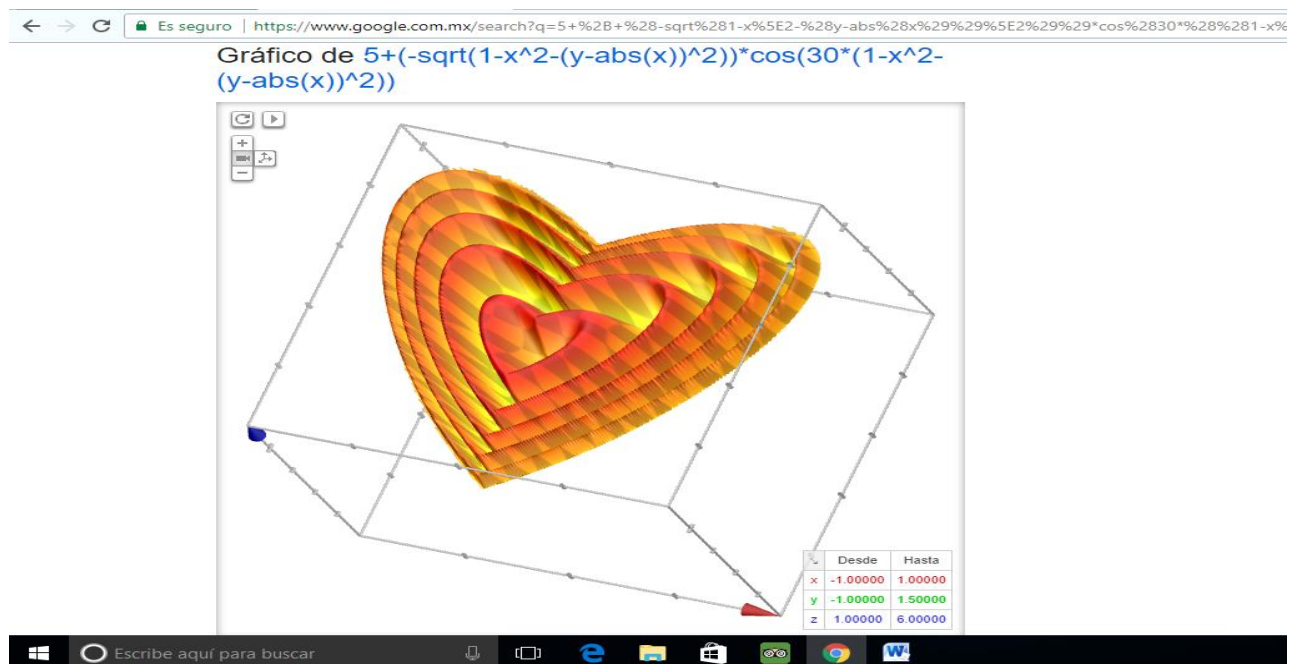 Es seguro | https://www.google.com.mx/search?q=5+%2B+%28-sqrt%281-x%5E2-%28y-abs%28x%29%29%5E2%29%29*cos%2830*%28%281-x%
Gráfico de 5+(-sqrt(1-x^2-(y-abs(x))^2))*cos(30*(1-x^2-
(y-abs(x))^2))
Desde Hasta
x -1.00000 1.00000
y -1.00000 1.50000
z 1.00000 6.00000
Escribe aquí para buscar